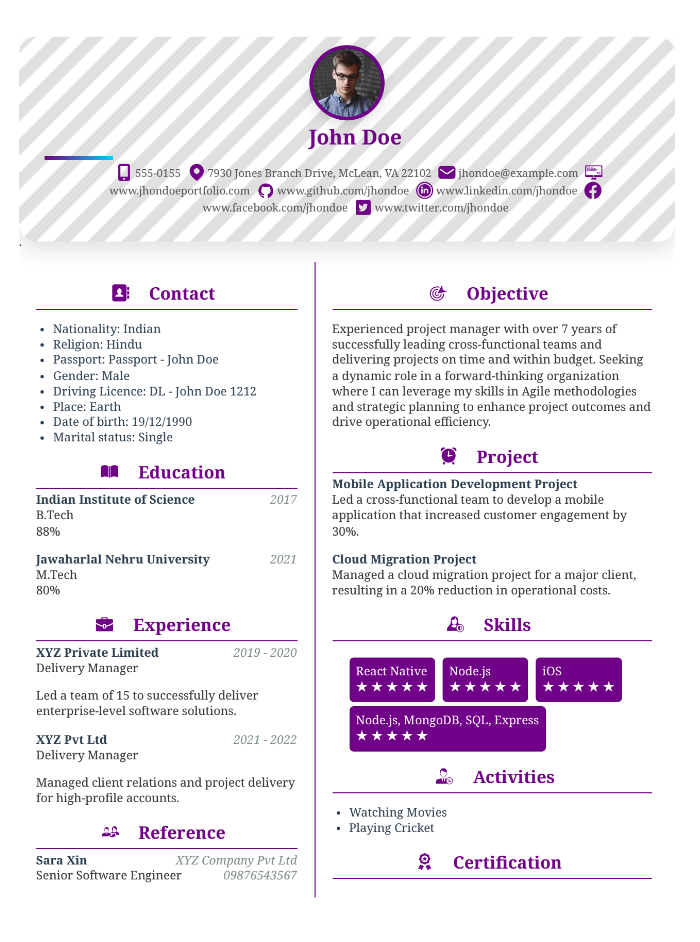 John Doe
555-0155 7930 Jones Branch Drive, McLean, VA 22102 jhondoe@example.com
www.jhondoeportfolio.com www.github.com/jhondoe www.linkedin.com/jhondoe
www.facebook.com/jhondoe www.twitter.com/jhondoe
.
Contact
• Nationality: Indian
• Religion: Hindu
• Passport: Passport - John Doe
• Gender: Male
• Driving Licence: DL - John Doe 1212
• Place: Earth
• Date of birth: 19/12/1990
• Marital status: Single
Education
Indian Institute of Science 2017
B.Tech
88%
Jawaharlal Nehru University 2021
M.Tech
80%
Experience
XYZ Private Limited 2019 - 2020
Delivery Manager
Led a team of 15 to successfully deliver
enterprise-level software solutions.
XYZ Pvt Ltd 2021 - 2022
Delivery Manager
Managed client relations and project delivery
for high-profile accounts.
Reference
Sara Xin XYZ Company Pvt Ltd
Senior Software Engineer 09876543567
Objective
Experienced project manager with over 7 years of
successfully leading cross-functional teams and
delivering projects on time and within budget. Seeking
a dynamic role in a forward-thinking organization
where I can leverage my skills in Agile methodologies
and strategic planning to enhance project outcomes and
drive operational efficiency.
Project
Mobile Application Development Project
Led a cross-functional team to develop a mobile
application that increased customer engagement by
30%.
Cloud Migration Project
Managed a cloud migration project for a major client,
resulting in a 20% reduction in operational costs.
Skills
React Native Node.js iOS
★★★★★ ★★★★★ ★★★★★
Node.js, MongoDB, SQL, Express
★★★★★
Activities
• Watching Movies
• Playing Cricket
Certification